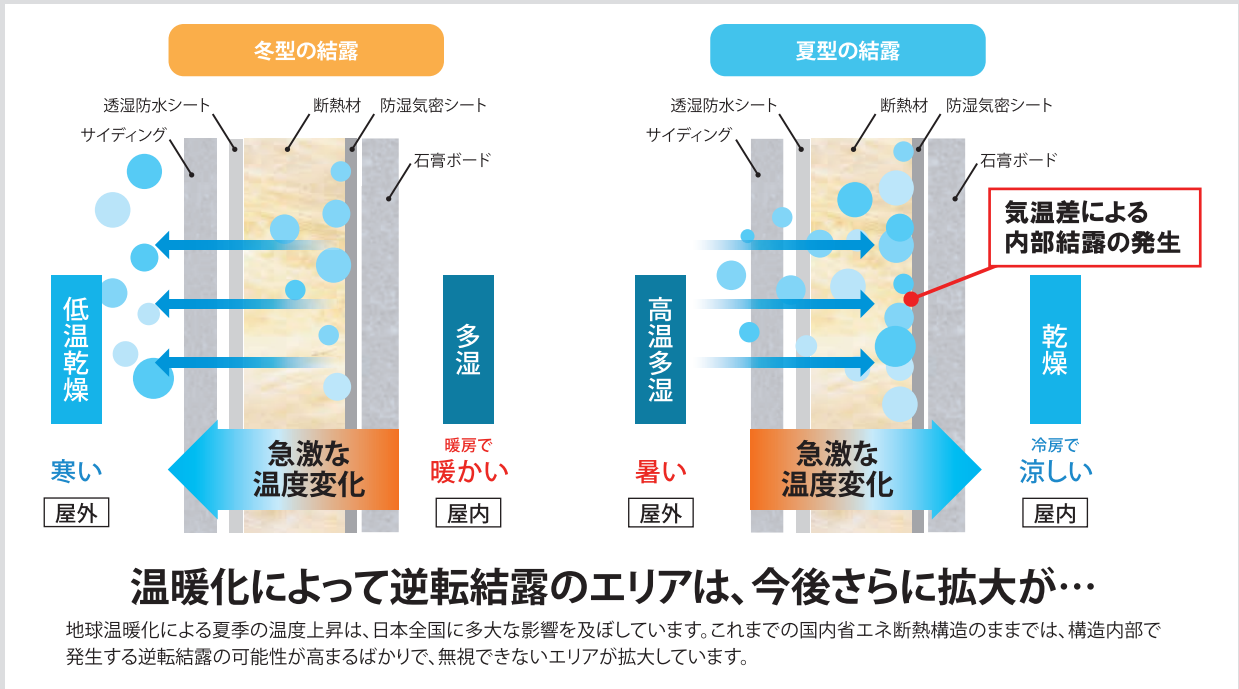 冬型の結露
透湿防水シート
断熱材
防湿気密シート
サイディング
石膏ボード
低温乾燥
多湿
急激な
温度変化
寒い
屋外
暖房で
暖かい
屋内
夏型の結露
透湿防水シート
断熱材
防湿気密シート
サイディング
石膏ボード
気温差による
内部結露の発生
高温多湿
乾燥
急激な
温度変化
暑い
屋外
冷房で
涼しい
屋内
温暖化によって逆転結露のエリアは、今後さらに拡大が…
地球温暖化による夏季の温度上昇は、日本全国に多大な影響を及ぼしています。これまでの国内省エネ断熱構造のままでは、構造内部で
発生する逆転結露の可能性が高まるばかりで、無視できないエリアが拡大しています。